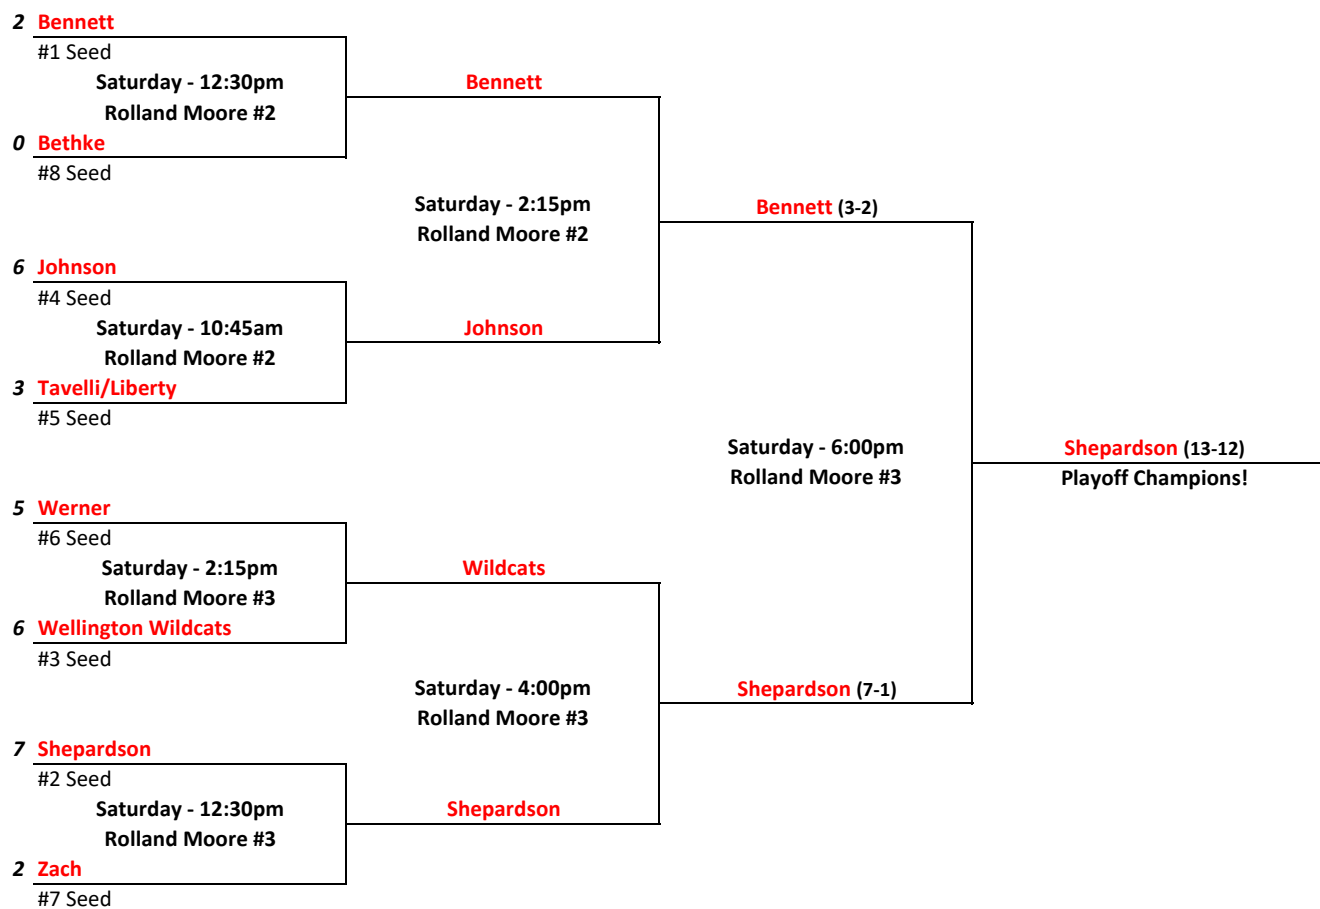 2 Bennett
#1 Seed
Saturday - 12:30pm
Rolland Moore #2
0 Bethke
#8 Seed
Bennett
Saturday - 2:15pm
Rolland Moore #2
Bennett (3-2)
6 Johnson
#4 Seed
Saturday - 10:45am
Rolland Moore #2
Johnson
3 Tavelli/Liberty
#5 Seed
Saturday - 6:00pm
Rolland Moore #3
Shepardson (13-12)
Playoff Champions!
5 Werner
#6 Seed
Saturday - 2:15pm
Rolland Moore #3
Wildcats
6 Wellington Wildcats
#3 Seed
Saturday - 4:00pm
Rolland Moore #3
Shepardson (7-1)
7 Shepardson
#2 Seed
Saturday - 12:30pm
Rolland Moore #3
Shepardson
2 Zach
#7 Seed